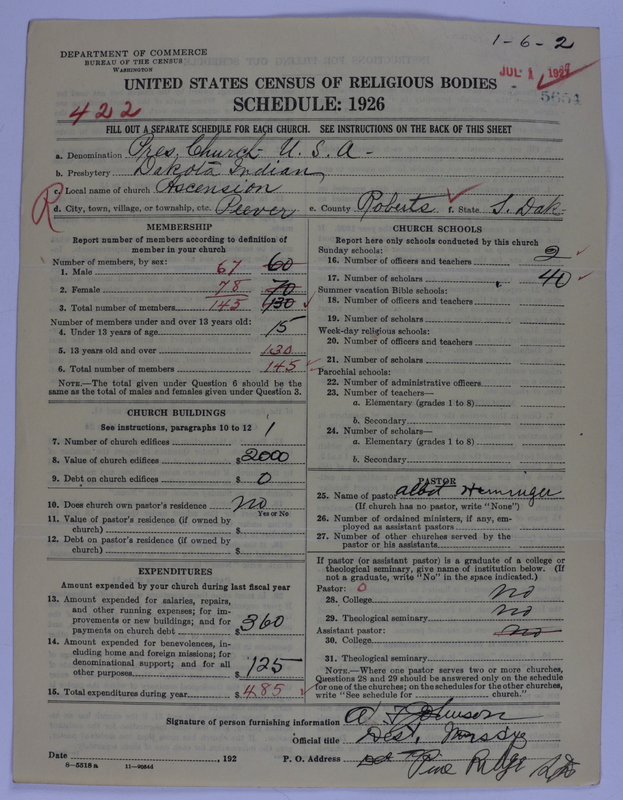 1-6-2
DEPARTMENT OF COMMERCE
BUREAU OF THE CENSUS
WASHINGTON
JUL 1 1927
5654
UNITED STATES CENSUS OF RELIGIOUS BODIES
SCHEDULE: 1926
422
FILL OUT A SEPARATE SCHEDULE FOR EACH CHURCH. SEE INSTRUCTIONS ON THE BACK OF THIS SHEET
a. Denomination Pres. Church U. S. A -
b. Presbytery Dakota Indian
c. Local name of church Ascension
R
d. City, town, village, or township, etc. Peever e. County Roberts f. State S. Dak
MEMBERSHIP
Report number of members according to definition of
member in your church
Number of members, by sex:
1. Male 67 60
2. Female 78 70
3. Total number of members 145 130
Number of members under and over 13 years old:
4. Under 13 years of age 15
5. 13 years old and over 130
6. Total number of members 145
NOTE.—The total given under Question 6 should be
same as the total of males and females given under Question 3.
CHURCH BUILDINGS
See instructions, paragraphs 10 to 12
7. Number of church edifices 1
8. Value of church edifices $2000
9. Debt on church edifices $ 0
10. Does church own pastor's residence no
Yes or No
11. Value of pastor's residence (if owned by
church) $
12. Debt on pastor's residence (if owned by
church) $
EXPENDITURES
Amount expended by your church during last fiscal year
13. Amount expended for salaries, repairs,
and other running expenses; for im-
provements or new buildings; and for
payments on church debt $360
14. Amount expended for benevolences, in-
cluding home and foreign missions; for
denominational support; and for all
other purposes $125
15. Total expenditures during year $485
CHURCH SCHOOLS
Report here only schools conducted by this church
Sunday schools:
16. Number of officers and teachers 2
17. Number of scholars 40
Summer vacation Bible schools:
18. Number of officers and teachers
19. Number of scholars
Week-day religious schools:
20. Number of officers and teachers
21. Number of scholars
Parochial schools:
22. Number of administrative officers
23. Number of teachers—
a. Elementary (grades 1 to 8)
b. Secondary
24. Number of scholars—
a. Elementary (grades 1 to 8)
b. Secondary
PASTOR
25. Name of pastor
(If church has no pastor, write "None")
26. Number of ordained ministers, if any, em-
ployed as assistant pastors
27. Number of other churches served by the
pastor or his assistants
If pastor (or assistant pastor) is a graduate of a college or
theological seminary, give name of institution below. (If
not a graduate, write "No" in the space indicated.)
Pastor: 0
28. College no
29. Theological seminary no
Assistant pastor: no
30. College
31. Theological seminary
NOTE.—Where one pastor serves two or more churches,
Questions 28 and 29 should be answered only on the schedule
for one of the churches; on the schedules for the other churches,
write "See schedule for church."
Signature of person furnishing information A F Johnson
Official title
Date , 192 P. O. Address Pine Ridge S D
8—5518 a 11—96844